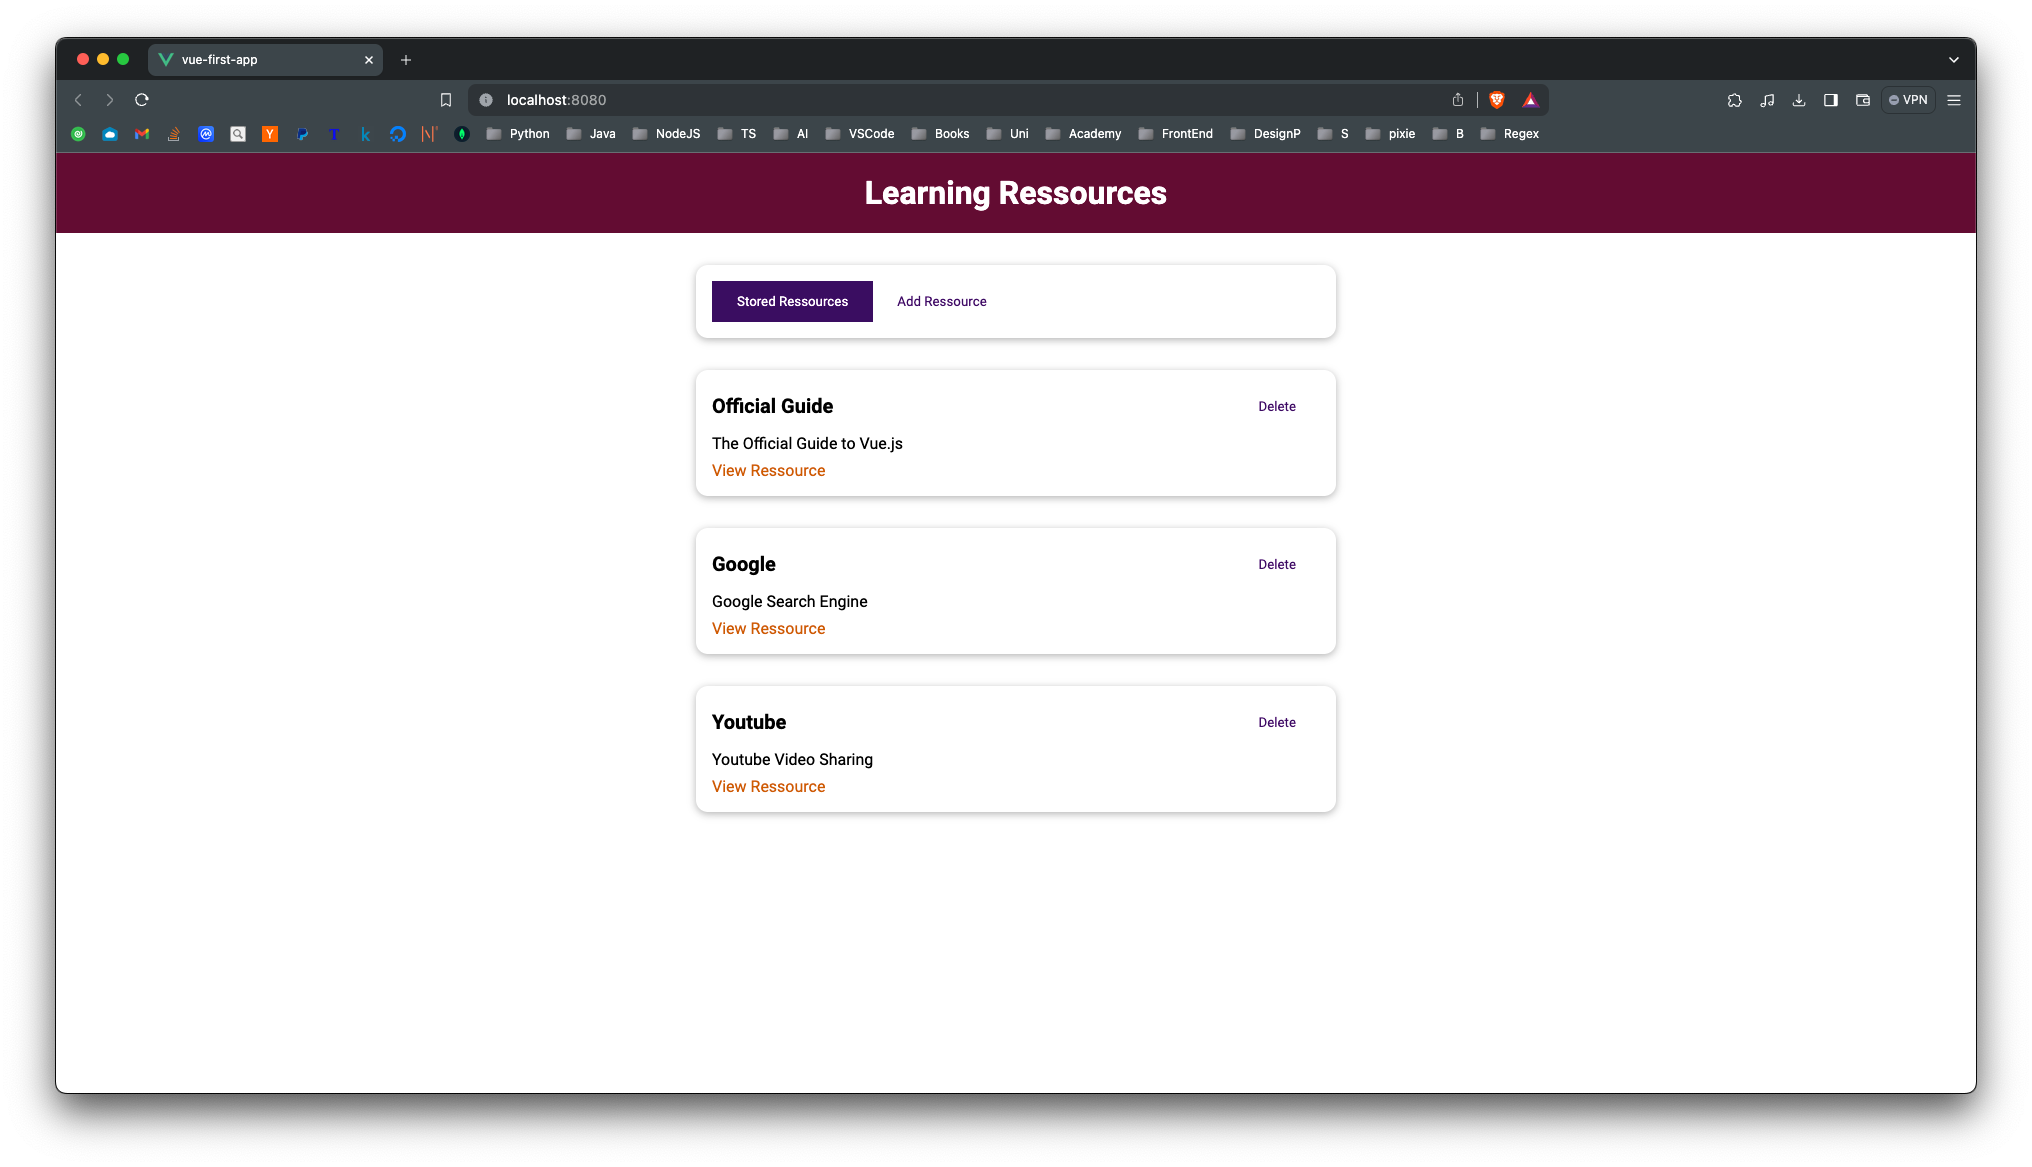 vue-first-app
localhost:8080
VPN
Python Java NodeJS TS AI VSCode Books Uni Academy FrontEnd DesignP S pixie B Regex
Learning Ressources
Stored Ressources Add Ressource
Official Guide Delete
The Official Guide to Vue.js
View Ressource
Google Delete
Google Search Engine
View Ressource
Youtube Delete
Youtube Video Sharing
View Ressource